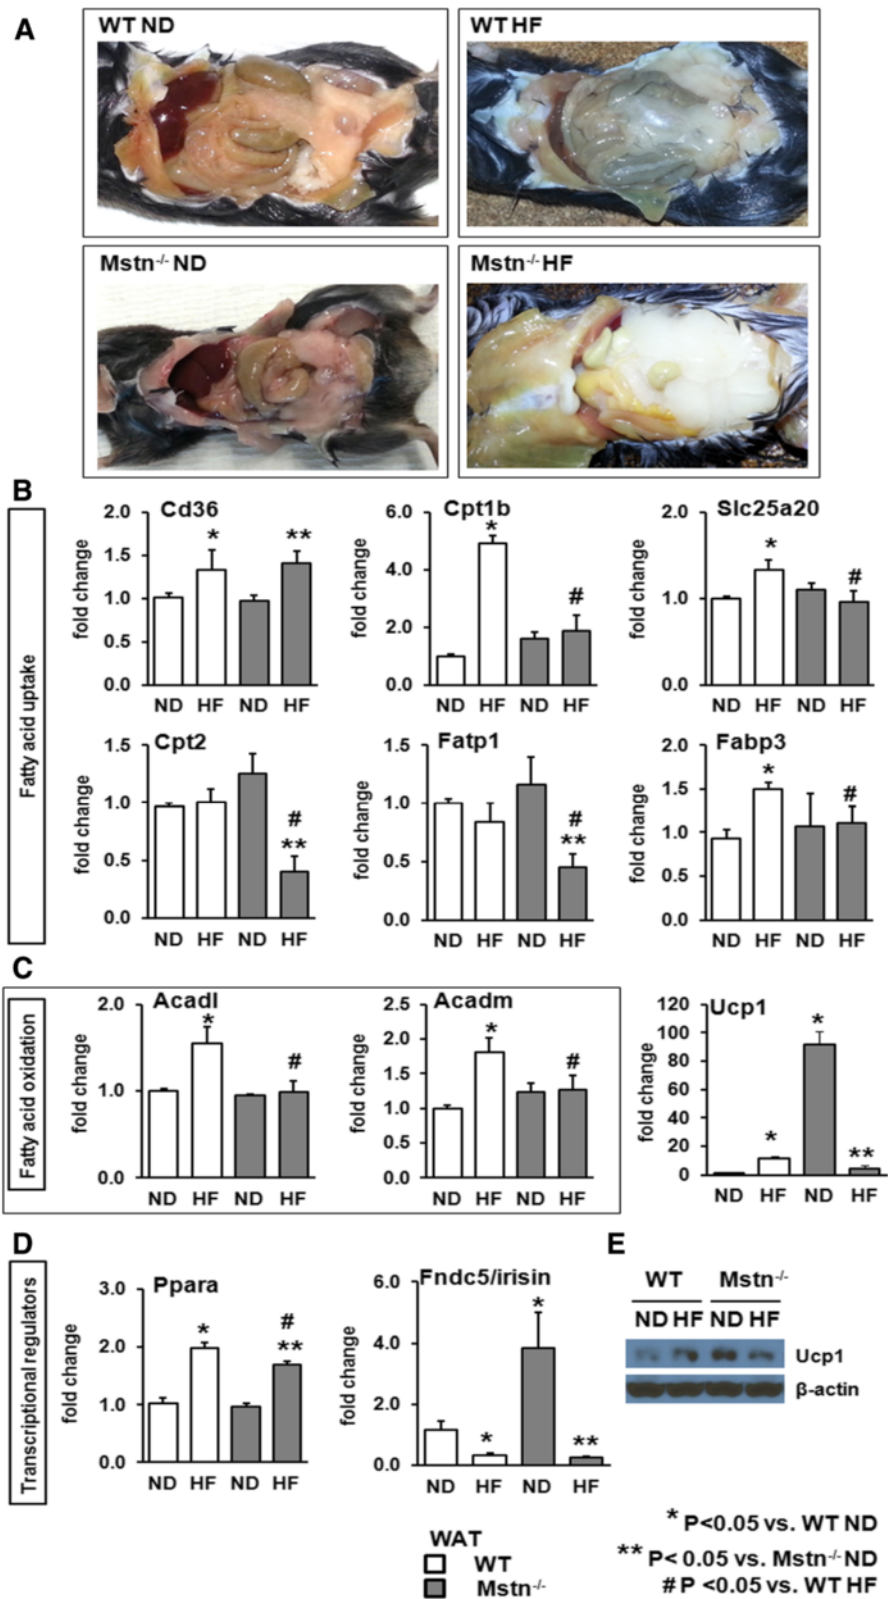 A
WT ND
WT HF
Mstn-/- ND
Mstn-/- HF
B
Fatty acid uptake
Cd36
fold change
2.0
1.5
1.0
0.5
0.0
ND HF ND HF
* **
Cpt1b
fold change
6.0
4.0
2.0
0.0
ND HF ND HF
* #
Slc25a20
fold change
2.0
1.5
1.0
0.5
0.0
ND HF ND HF
* #
Cpt2
fold change
1.5
1.0
0.5
0.0
ND HF ND HF
#
**
Fatp1
fold change
1.5
1.0
0.5
0.0
ND HF ND HF
#
**
Fabp3
fold change
2.0
1.5
1.0
0.5
0.0
ND HF ND HF
* #
C
Fatty acid oxidation
Acadl
fold change
2.0
1.0
0.0
ND HF ND HF
* #
Acadm
fold change
2.5
2.0
1.5
1.0
0.5
0.0
ND HF ND HF
* #
Ucp1
fold change
120
100
80
60
40
20
0
ND HF ND HF
* * **
D
Transcriptional regulators
Ppara
fold change
3.0
2.0
1.0
0.0
ND HF ND HF
* #
**
Fndc5/irisin
fold change
6.0
4.0
2.0
0.0
ND HF ND HF
* * **
E
WT Mstn-/-
ND HF ND HF
Ucp1
β-actin
WAT
WT
Mstn-/-
* P<0.05 vs. WT ND
** P< 0.05 vs. Mstn-/- ND
# P <0.05 vs. WT HF